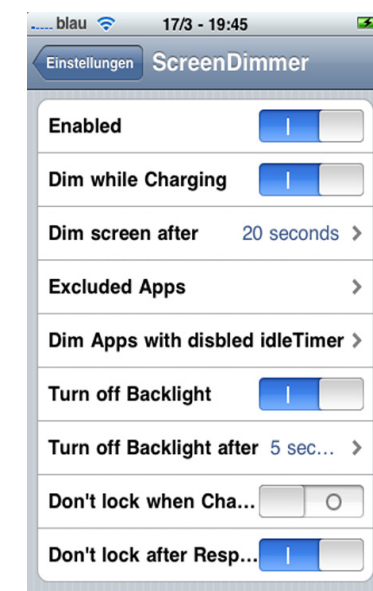 blau 17/3 - 19:45
Einstellungen ScreenDimmer
Enabled
Dim while Charging
Dim screen after 20 seconds
Excluded Apps
Dim Apps with disbled idleTimer
Turn off Backlight
Turn off Backlight after 5 sec...
Don't lock when Cha...
Don't lock after Resp...